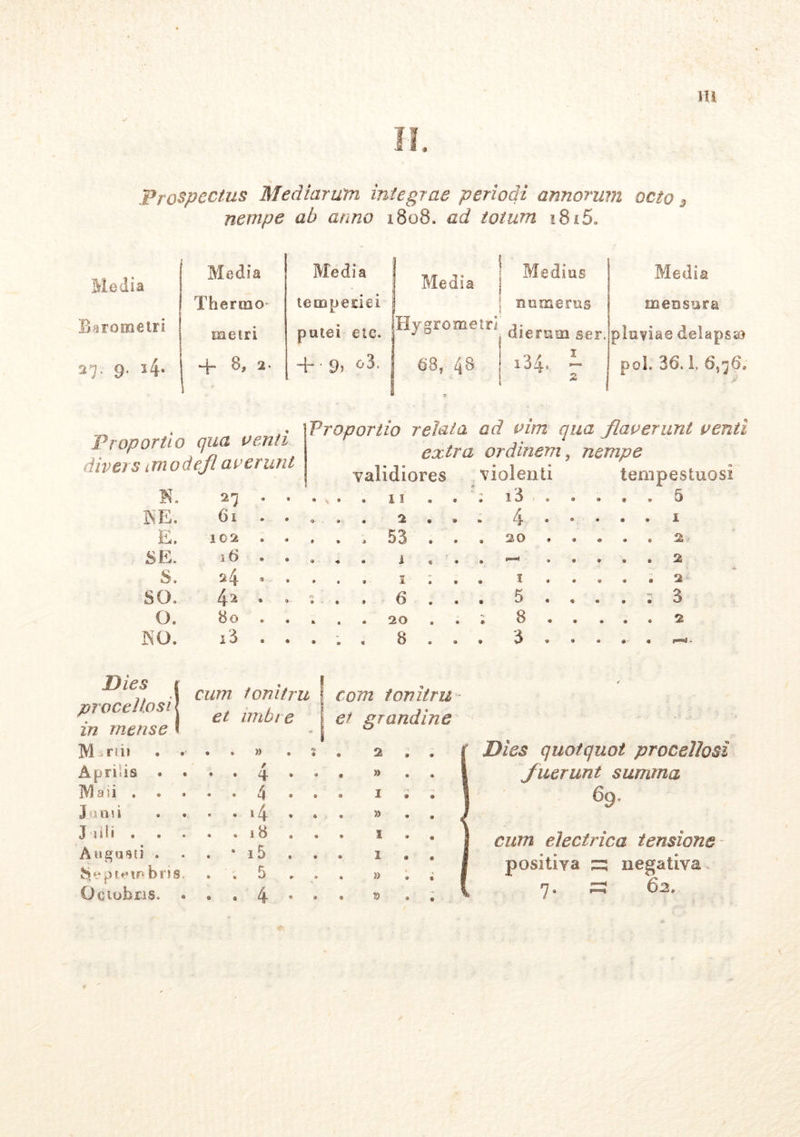 III
II.
Prospectus Mediarum integrae periodi annorum octo,
nempe ab anno 1808. ad totum 1815.
Media Barometri 27. 9. 14.
Media Thermometri + 8, 2.
Media temperiei putei etc. + 9, 03.
Media Hygrometri 68, 48
Medius numerus dierum ser. 134. 1/2
Media mensura pluviae delapsae pol. 36. l. 6,76.
Proportio qua venti
divers imode flaverunt
Proportio relata ad vim qua flaverunt venti
extra ordinem, nempe
validiores violenti tempestuosi
N. 27 . . . . . 11 . . . 13 . . . . . . 5
NE. 61 . . . . . 2 . . . 4 . . . . . . 1
E. 102 . . . . . 53 . . . 20 . . . . . . 2
SE. 16 . . . . . 1 . . . — . . . . . . 2
S. 24 . . . . . 1 . . . 1 . . . . . . 2
SO. 42 . . . . . 6 . . . 5 . . . . . . 3
O. 80 . . . . . 20 . . . 8 . . . . . . 2
NO. 13 . . . . . 8 . . . 3 . . . . . . —
Dies procellosi in mense
cum tonitru et imbre
com tonitru et grandine
Martii . . . . . » . . . 2 . .
Aprilis . . . . 4 . . . » . .
Maii . . . . . 4 . . . 1 . .
Junii . . . . 14 . . . » . .
Julii . . . . . 18 . . . 1 . .
Augusti . . . 15 . . . 1 . .
Septembris. . . 5 . . . » . .
Octobris. . . . 4 . . . » . .
Dies quotquot procellosi
fuerunt summa
69.
cum electrica tensione
positiva = negativa
7. = 62.